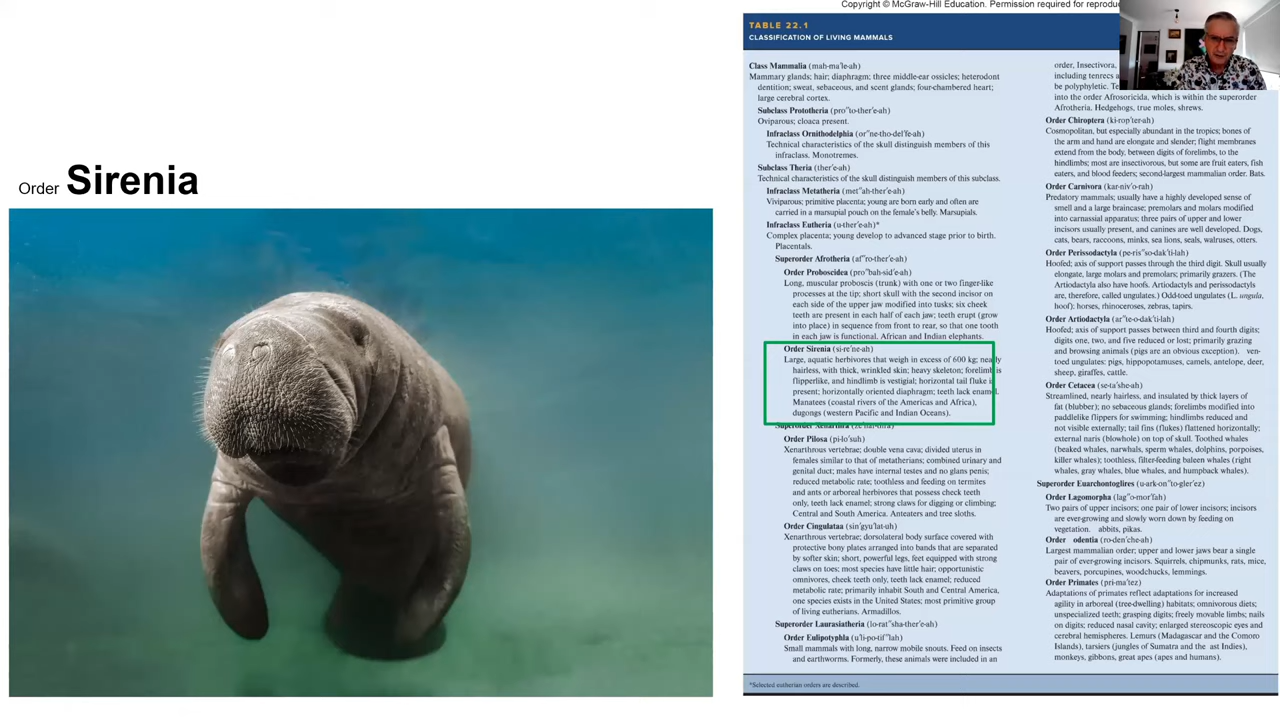 Copyright © McGraw-Hill Education. Permission required for reproduc
TABLE 22.1
CLASSIFICATION OF LIVING MAMMALS
Order Sirenia
Class Mammalia (mah-ma′le-ah)
Mammary glands; hair; diaphragm; three middle-ear ossicles; heterodont
dentition; sweat, sebaceous, and scent glands; four-chambered heart;
large cerebral cortex.
Subclass Prototheria (pro″to-ther′e-ah)
Oviparous; cloaca present.
Infraclass Ornithodelphia (or″ne-tho-del′fe-ah)
Technical characteristics of the skull distinguish members of this
infraclass. Monotremes.
Subclass Theria (ther′e-ah)
Technical characteristics of the skull distinguish members of this subclass.
Infraclass Metatheria (met″ah-ther′e-ah)
Viviparous; primitive placenta; young are born early and often are
carried in a marsupial pouch on the female's belly. Marsupials.
Infraclass Eutheria (u-ther′e-ah)*
Complex placenta; young develop to advanced stage prior to birth.
Placentals.
Superorder Afrotheria (af″ro-ther′e-ah)
Order Proboscidea (pro″bah-sid′e-ah)
Long, muscular proboscis (trunk) with one or two finger-like
processes at the tip; short skull with the second incisor on
each side of the upper jaw modified into tusks; six cheek
teeth are present in each half of each jaw; teeth erupt (grow
into place) in sequence from front to rear, so that one tooth
in each jaw is functional. African and Indian elephants.
Order Sirenia (si-re′ne-ah)
Large, aquatic herbivores that weigh in excess of 600 kg; nearly
hairless, with thick, wrinkled skin; heavy skeleton; forelimb is
flipperlike, and hindlimb is vestigial; horizontal tail fluke is
present; horizontally oriented diaphragm; teeth lack enamel.
Manatees (coastal rivers of the Americas and Africa),
dugongs (western Pacific and Indian Oceans).
Superorder Xenarthra (ze′nar-thra)
Order Pilosa (pi-lo′sah)
Xenarthrous vertebrae; double vena cava; divided uterus in
females similar to that of metatherians; combined urinary and
genital duct; males have internal testes and no glans penis;
reduced metabolic rate; toothless and feeding on termites
and ants or arboreal herbivores that possess cheek teeth
only, teeth lack enamel; strong claws for digging or climbing;
Central and South America. Anteaters and tree sloths.
Order Cingulataa (sin′gyu′lat-ah)
Xenarthrous vertebrae; dorsolateral body surface covered with
protective bony plates arranged into bands that are separated
by softer skin; short, powerful legs, feet equipped with strong
claws on toes; most species have little hair; opportunistic
omnivores, cheek teeth only, teeth lack enamel; reduced
metabolic rate; primarily inhabit South and Central America,
one species exists in the United States; most primitive group
of living eutherians. Armadillos.
Superorder Laurasiatheria (lo-rat″sha-ther′e-ah)
Order Eulipotyphla (u′li-po-tif″lah)
Small mammals with long, narrow mobile snouts. Feed on insects
and earthworms. Formerly, these animals were included in an
order, Insectivora,
including tenrecs a
be polyphyletic. Te
into the order Afrosoricida, which is within the superorder
Afrotheria. Hedgehogs, true moles, shrews.
Order Chiroptera (ki-rop′ter-ah)
Cosmopolitan, but especially abundant in the tropics; bones of
the arm and hand are elongate and slender; flight membranes
extend from the body, between digits of forelimbs, to the
hindlimbs; most are insectivorous, but some are fruit eaters, fish
eaters, and blood feeders; second-largest mammalian order. Bats.
Order Carnivora (kar-niv′o-rah)
Predatory mammals; usually have a highly developed sense of
smell and a large braincase; premolars and molars modified
into carnassial apparatus; three pairs of upper and lower
incisors usually present, and canines are well developed. Dogs,
cats, bears, raccoons, minks, sea lions, seals, walruses, otters.
Order Perissodactyla (pe-ris″so-dak′ti-lah)
Hoofed; axis of support passes through the third digit. Skull usually
elongate, large molars and premolars; primarily grazers. (The
Artiodactyla also have hoofs. Artiodactyls and perissodactyls
are, therefore, called ungulates.) Odd-toed ungulates (L. ungula,
hoof): horses, rhinoceroses, zebras, tapirs.
Order Artiodactyla (ar″te-o-dak′ti-lah)
Hoofed; axis of support passes between third and fourth digits;
digits one, two, and five reduced or lost; primarily grazing
and browsing animals (pigs are an obvious exception). ven-
toed ungulates: pigs, hippopotamuses, camels, antelope, deer,
sheep, giraffes, cattle.
Order Cetacea (se-ta′she-ah)
Streamlined, nearly hairless, and insulated by thick layers of
fat (blubber); no sebaceous glands; forelimbs modified into
paddlelike flippers for swimming; hindlimbs reduced and
not visible externally; tail fins (flukes) flattened horizontally;
external naris (blowhole) on top of skull. Toothed whales
(beaked whales, narwhals, sperm whales, dolphins, porpoises,
killer whales); toothless, filter-feeding baleen whales (right
whales, gray whales, blue whales, and humpback whales).
Superorder Euarchontoglires (u-ark-on″to-gler′ez)
Order Lagomorpha (lag″o-mor′fah)
Two pairs of upper incisors; one pair of lower incisors; incisors
are ever-growing and slowly worn down by feeding on
vegetation. abbits, pikas.
Order odentia (ro-den′che-ah)
Largest mammalian order; upper and lower jaws bear a single
pair of ever-growing incisors. Squirrels, chipmunks, rats, mice,
beavers, porcupines, woodchucks, lemmings.
Order Primates (pri-ma′tez)
Adaptations of primates reflect adaptations for increased
agility in arboreal (tree-dwelling) habitats; omnivorous diets;
unspecialized teeth; grasping digits; freely movable limbs; nails
on digits; reduced nasal cavity; enlarged stereoscopic eyes and
cerebral hemispheres. Lemurs (Madagascar and the Comoro
Islands), tarsiers (jungles of Sumatra and the ast Indies),
monkeys, gibbons, great apes (apes and humans).
*Selected eutherian orders are described.